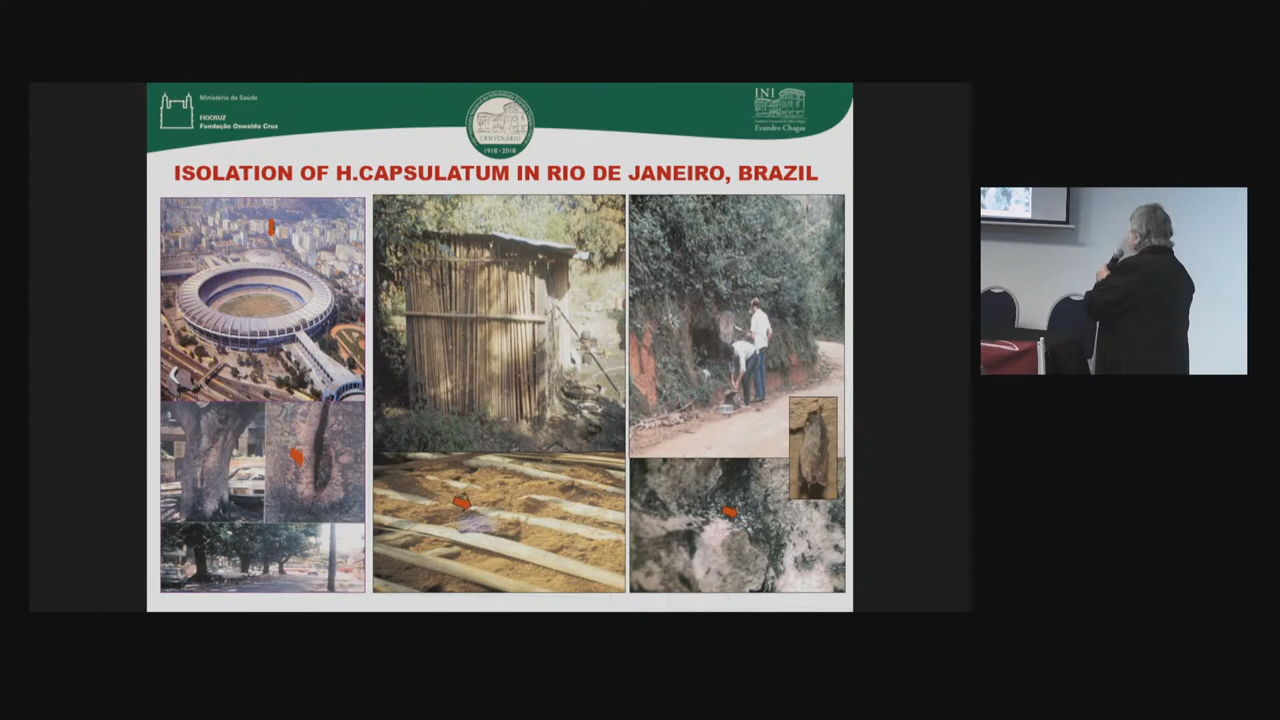 Ministério da Saúde
FIOCRUZ
Fundação Oswaldo Cruz
CENTENÁRIO
1918 • 2018
INI
Evandro Chagas
ISOLATION OF H.CAPSULATUM IN RIO DE JANEIRO, BRAZIL